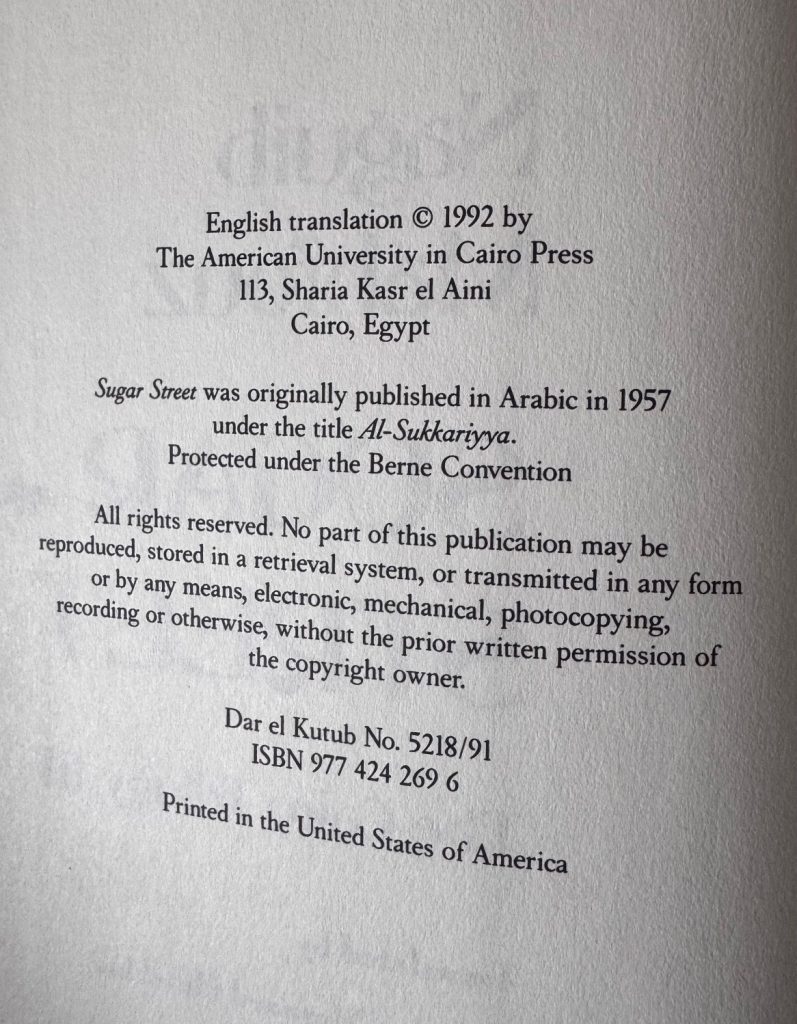 English translation © 1992 by
The American University in Cairo Press
113, Sharia Kasr el Aini
Cairo, Egypt
Sugar Street was originally published in Arabic in 1957
under the title Al-Sukkariyya.
Protected under the Berne Convention
All rights reserved. No part of this publication may be
reproduced, stored in a retrieval system, or transmitted in any form
or by any means, electronic, mechanical, photocopying,
recording or otherwise, without the prior written permission of
the copyright owner.
Dar el Kutub No. 5218/91
ISBN 977 424 269 6
Printed in the United States of America